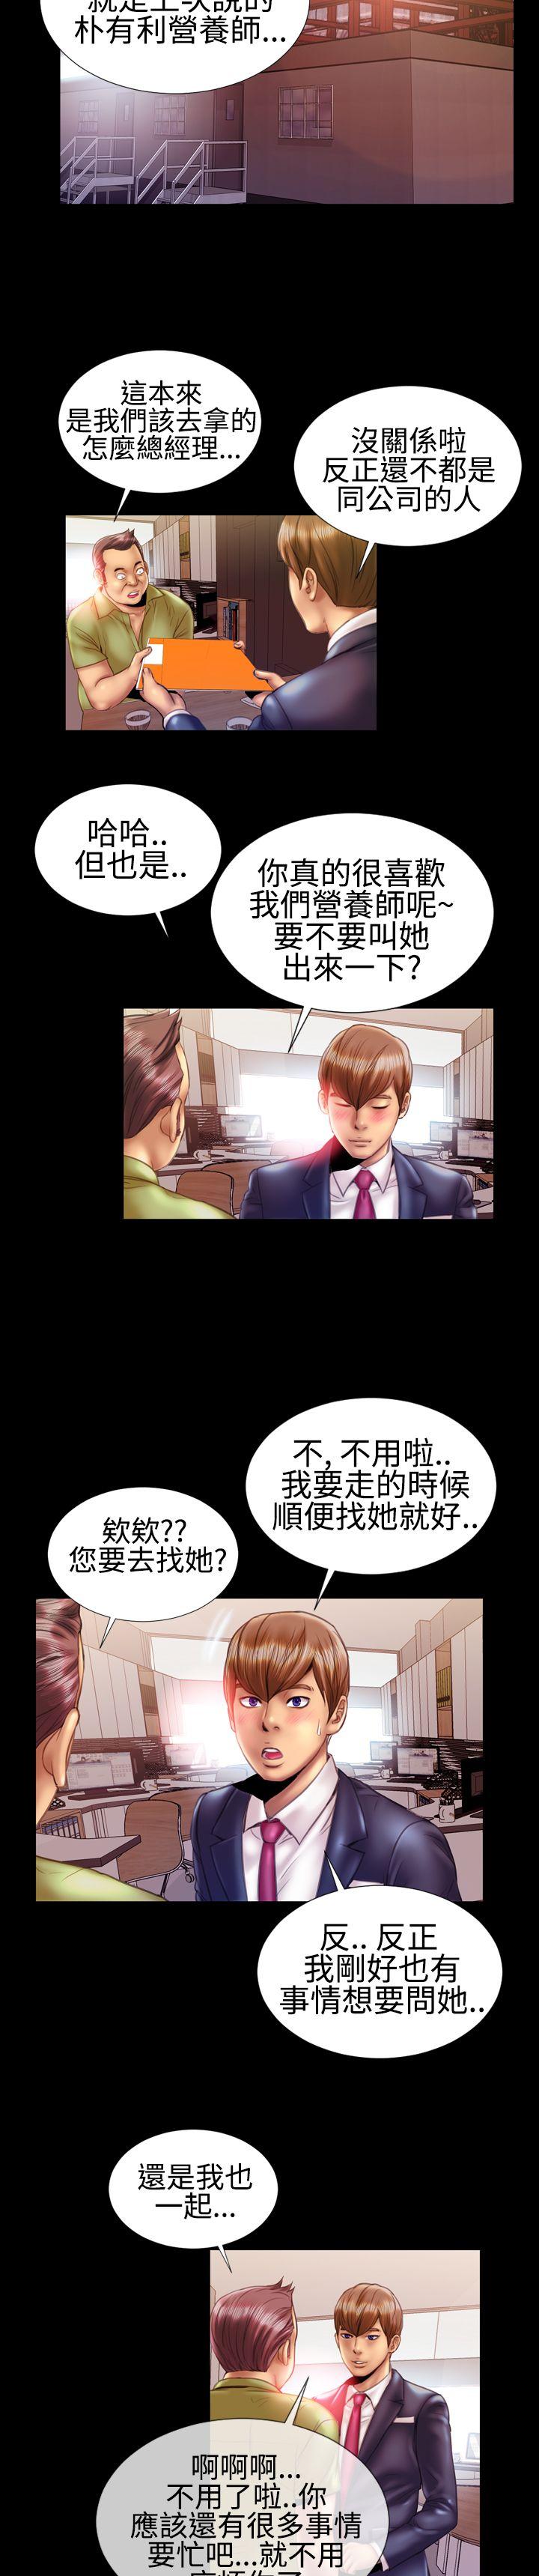 就是上次說的
朴有利營養師...
這本來
是我們該去拿的
怎麼總經理...
沒關係啦
反正還不都是
同公司的人
哈哈..
但也是..
你真的很喜歡
我們營養師呢~
要不要叫她
出來一下?
不, 不用啦..
我要走的時候
順便找她就好..
欸欸??
您要去找她?
反.. 反正
我剛好也有
事情想要問她..
還是我也
一起...
啊啊啊...
不用了啦..你
應該還有很多事情
要忙吧...就不用